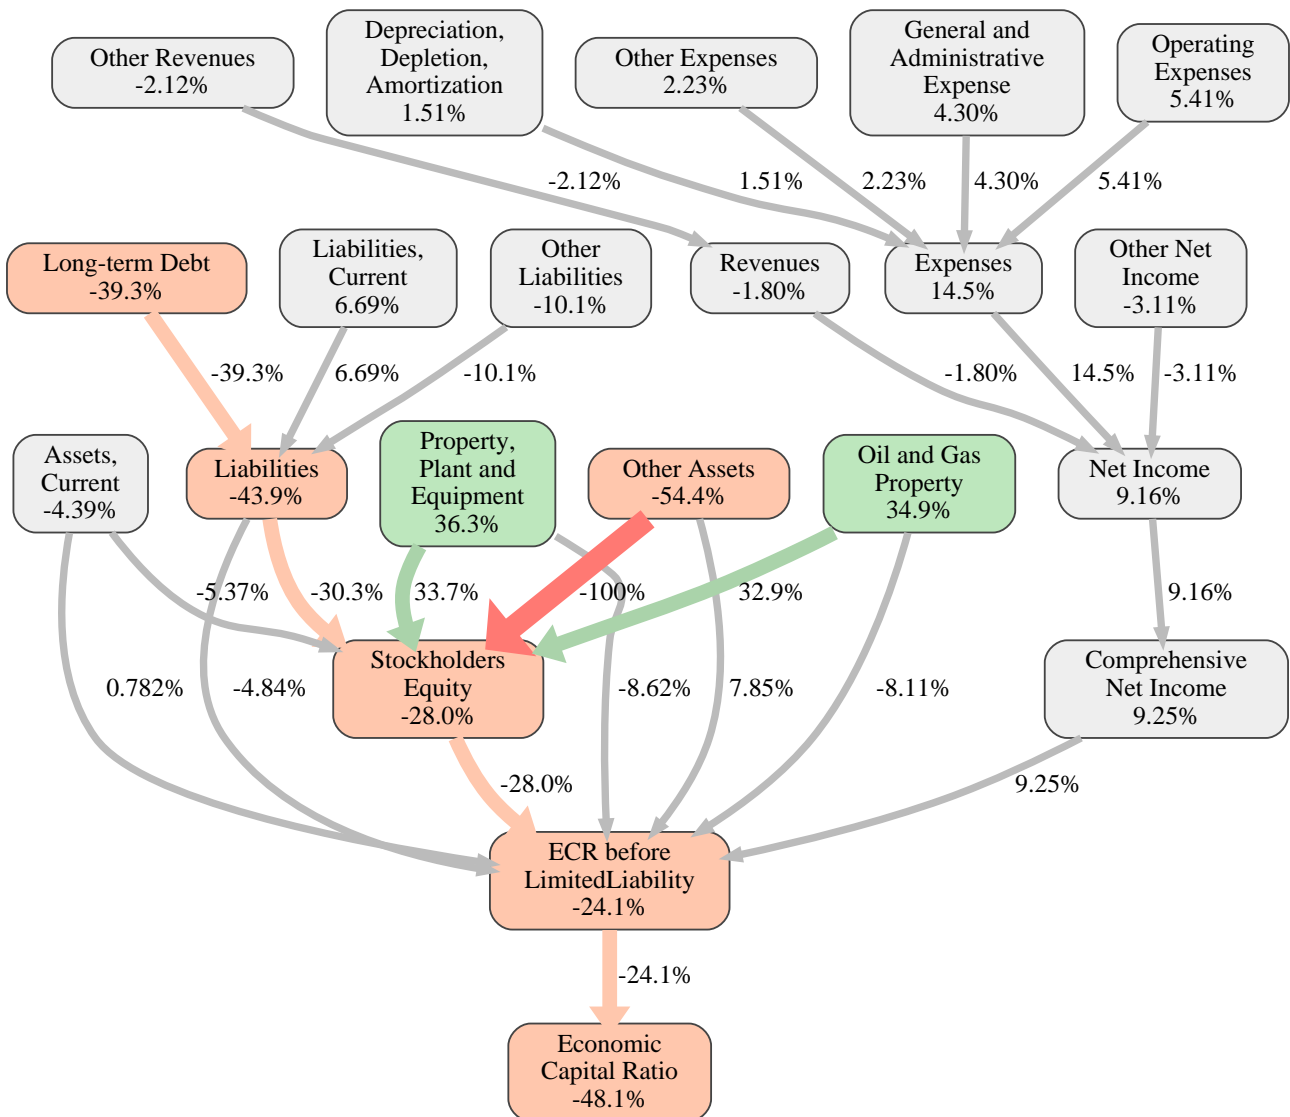 Other Revenues
-2.12%
Depreciation,
Depletion,
Amortization
1.51%
Other Expenses
2.23%
General and
Administrative
Expense
4.30%
Operating
Expenses
5.41%
-2.12%
1.51%
2.23%
4.30%
5.41%
Long-term Debt
-39.3%
Liabilities,
Current
6.69%
Other
Liabilities
-10.1%
Revenues
-1.80%
Expenses
14.5%
Other Net
Income
-3.11%
-39.3%
6.69%
-10.1%
-1.80%
14.5%
-3.11%
Assets,
Current
-4.39%
Liabilities
-43.9%
Property,
Plant and
Equipment
36.3%
Other Assets
-54.4%
Oil and Gas
Property
34.9%
Net Income
9.16%
-5.37%
-30.3%
33.7%
-100%
32.9%
9.16%
Stockholders
Equity
-28.0%
Comprehensive
Net Income
9.25%
0.782%
-4.84%
-8.62%
7.85%
-8.11%
-28.0%
9.25%
ECR before
LimitedLiability
-24.1%
-24.1%
Economic
Capital Ratio
-48.1%